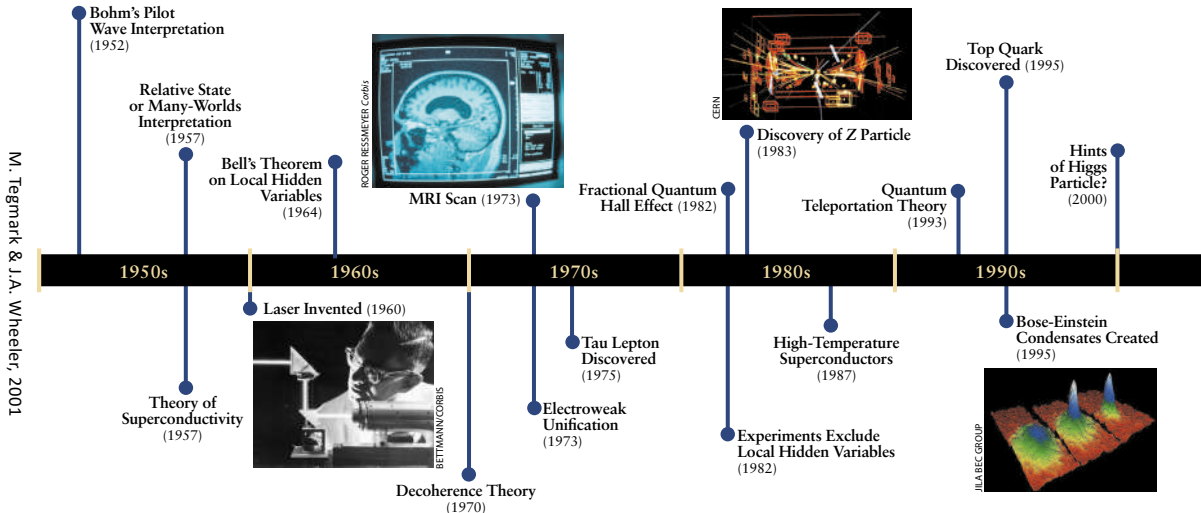 Bohm's Pilot
Wave Interpretation
(1952)
Relative State
or Many-Worlds
Interpretation
(1957)
Bell's Theorem
on Local Hidden
Variables
(1964)
ROGER RESSMEYER Corbis
MRI Scan (1973)
Fractional Quantum
Hall Effect (1982)
CERN
Discovery of Z Particle
(1983)
Quantum
Teleportation Theory
(1993)
Top Quark
Discovered (1995)
Hints
of Higgs
Particle?
(2000)
M. Tegmark & J.A. Wheeler, 2001
1950s
1960s
1970s
1980s
1990s
Theory of
Superconductivity
(1957)
Laser Invented (1960)
BETTMANN/CORBIS
Decoherence Theory
(1970)
Electroweak
Unification
(1973)
Tau Lepton
Discovered
(1975)
Experiments Exclude
Local Hidden Variables
(1982)
High-Temperature
Superconductors
(1987)
Bose-Einstein
Condensates Created
(1995)
JILA BEC GROUP